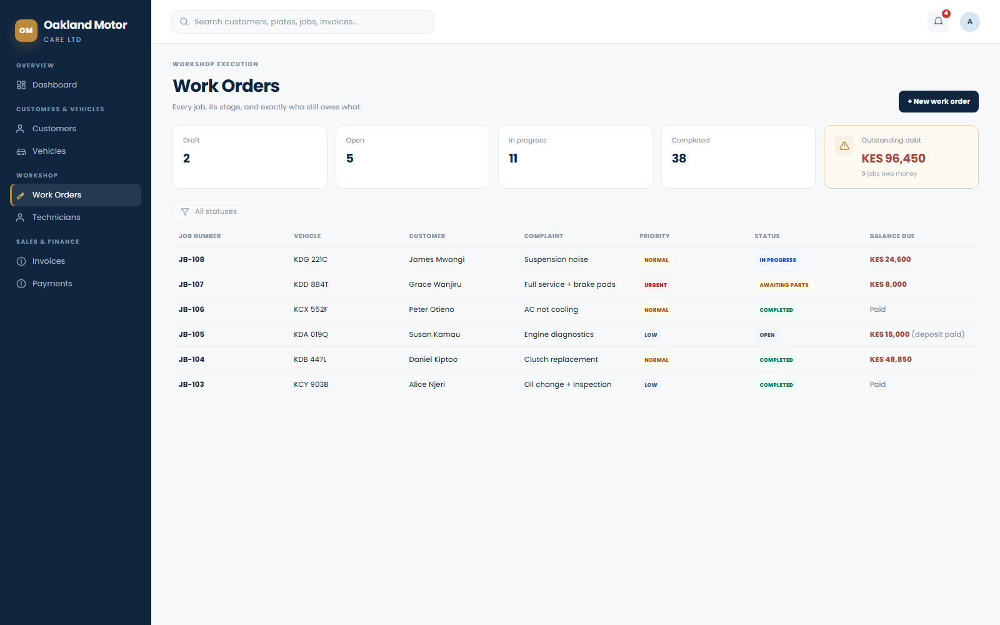 OM
Oakland Motor
CARE LTD
OVERVIEW
Dashboard
CUSTOMERS & VEHICLES
Customers
Vehicles
WORKSHOP
Work Orders
Technicians
SALES & FINANCE
Invoices
Payments
Search customers, plates, jobs, invoices...
4
A
WORKSHOP EXECUTION
Work Orders
Every job, its stage, and exactly who still owes what.
+ New work order
Draft
2
Open
5
In progress
11
Completed
38
Outstanding debt
KES 96,450
9 jobs owe money
All statuses
JOB NUMBER VEHICLE CUSTOMER COMPLAINT PRIORITY STATUS BALANCE DUE
JB-108 KDG 221C James Mwangi Suspension noise NORMAL IN PROGRESS KES 24,600
JB-107 KDD 884T Grace Wanjiru Full service + brake pads URGENT AWAITING PARTS KES 8,000
JB-106 KCX 552F Peter Otieno AC not cooling NORMAL COMPLETED Paid
JB-105 KDA 019Q Susan Kamau Engine diagnostics LOW OPEN KES 15,000 (deposit paid)
JB-104 KDB 447L Daniel Kiptoo Clutch replacement NORMAL COMPLETED KES 48,850
JB-103 KCY 903B Alice Njeri Oil change + inspection LOW COMPLETED Paid